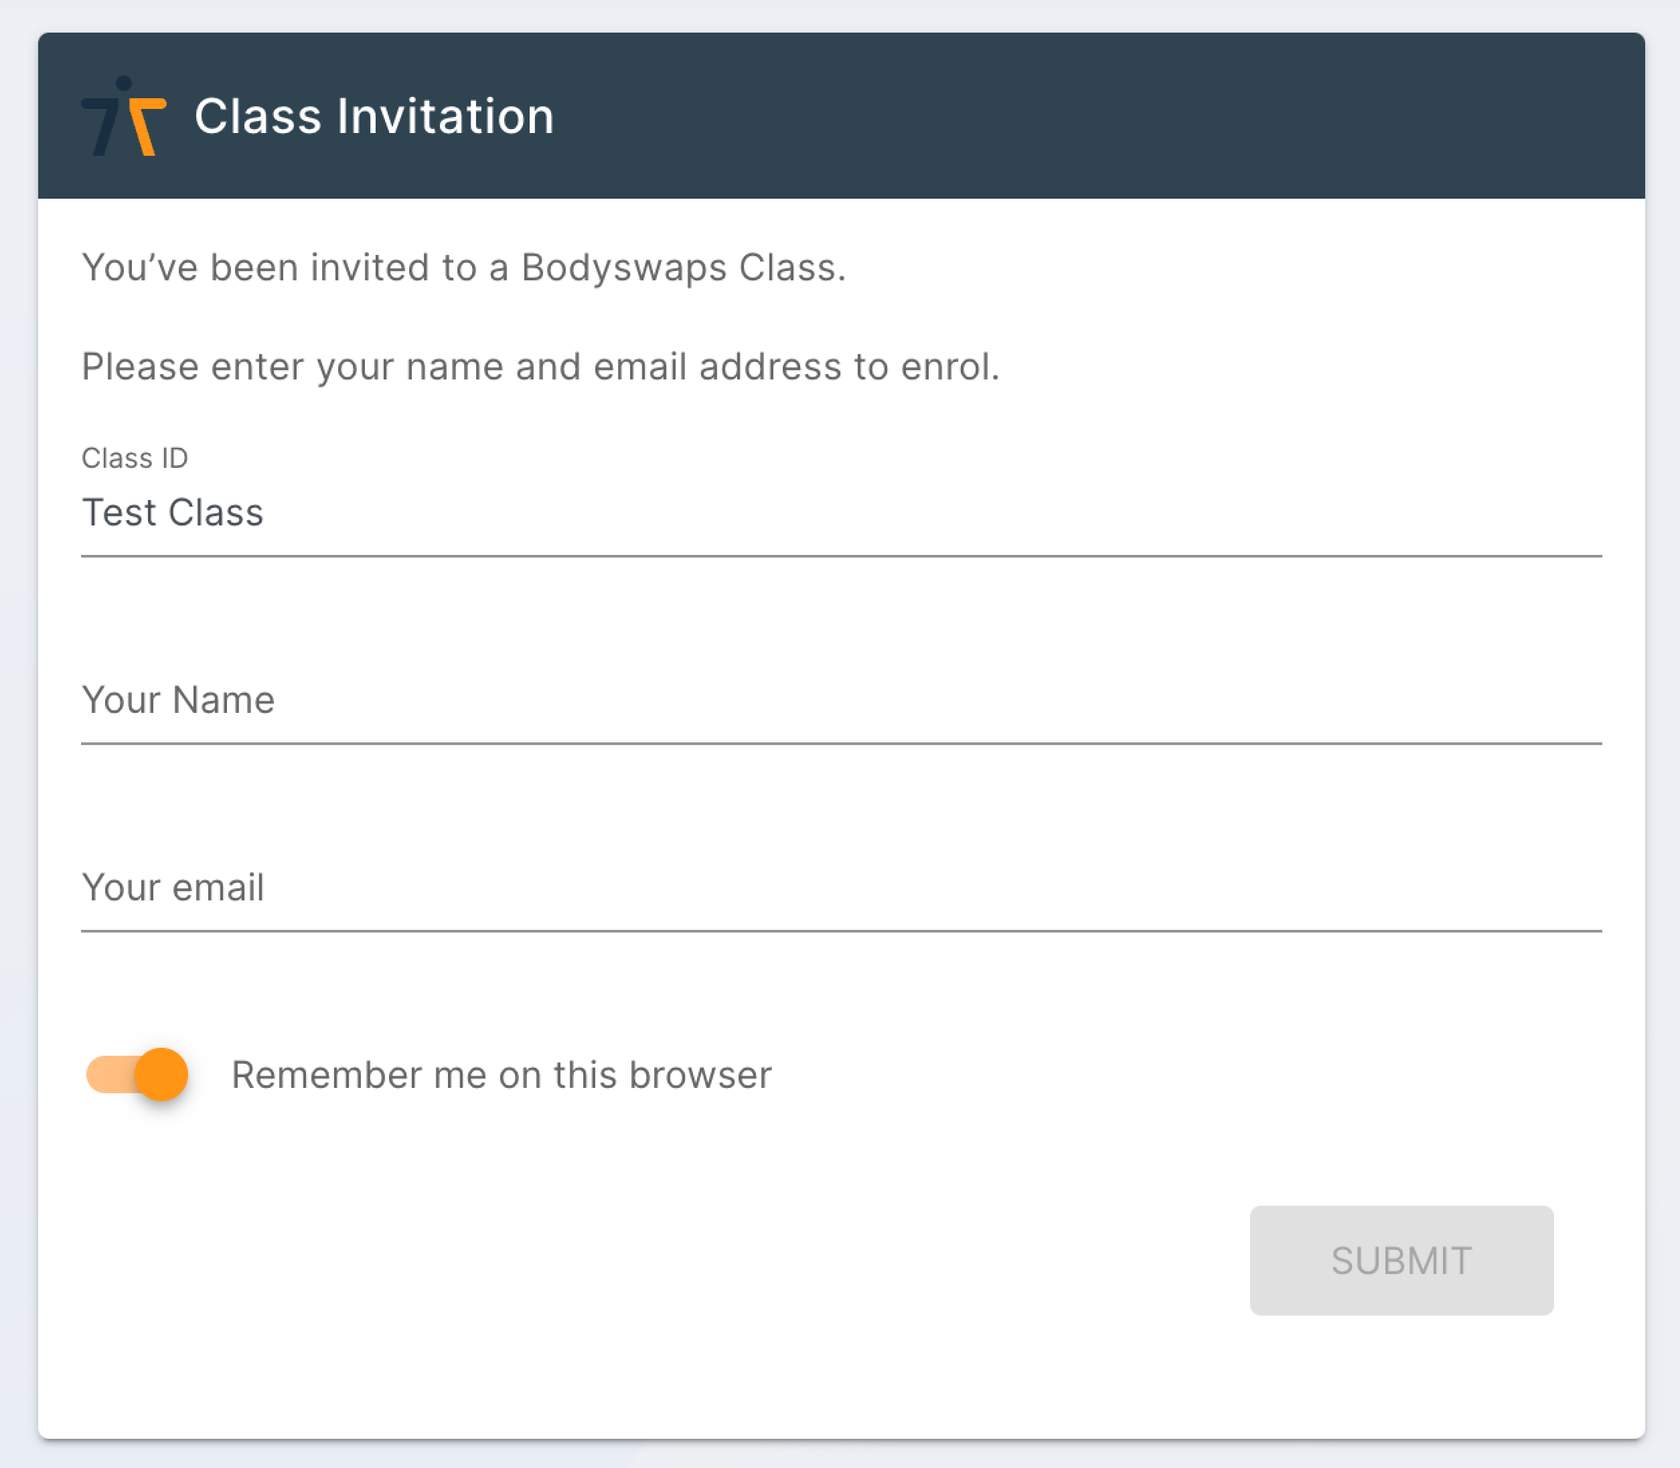 Class Invitation
You’ve been invited to a Bodyswaps Class.
Please enter your name and email address to enrol.
Class ID
Test Class
Your Name
Your email
Remember me on this browser
SUBMIT